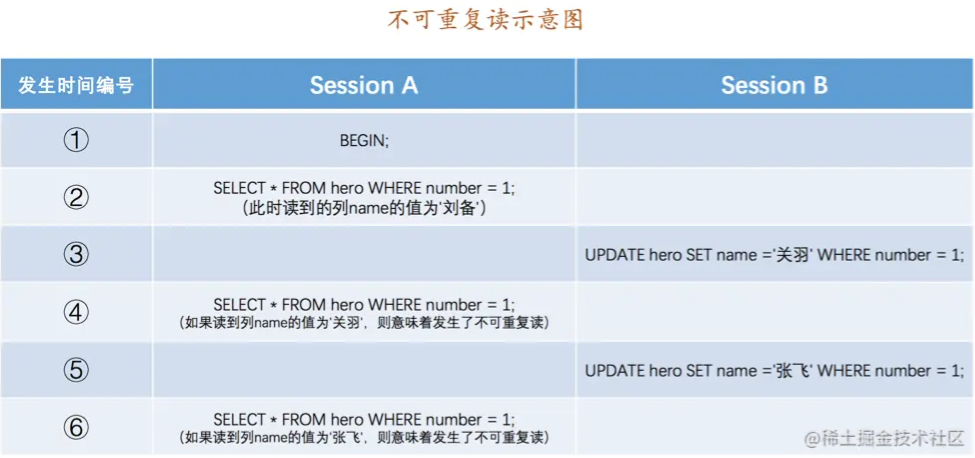 不可重复读示意图
发生时间编号 Session A Session B
① BEGIN;
② SELECT * FROM hero WHERE number = 1;
（此时读到的列name的值为'刘备'）
③ UPDATE hero SET name ='关羽' WHERE number = 1;
④ SELECT * FROM hero WHERE number = 1;
（如果读到列name的值为'关羽'，则意味着发生了不可重复读）
⑤ UPDATE hero SET name ='张飞' WHERE number = 1;
⑥ SELECT * FROM hero WHERE number = 1;
（如果读到列name的值为'张飞'，则意味着发生了不可重复读）
@稀土掘金技术社区